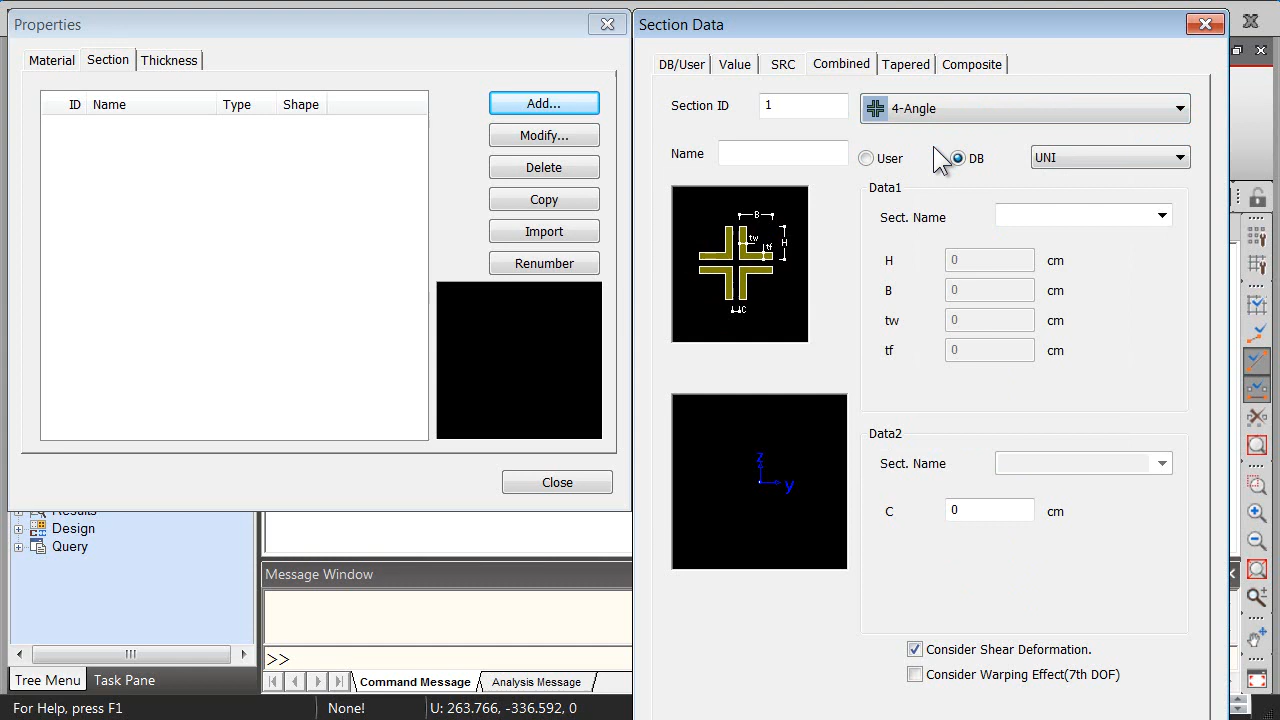 Properties
Material
Section
Thickness
ID
Name
Type
Shape
Add...
Modify...
Delete
Copy
Import
Renumber
Close
Section Data
DB/User
Value
SRC
Combined
Tapered
Composite
Section ID
1
4-Angle
Name
User
DB
UNI
B
tw
tf
H
C
Data1
Sect. Name
H
0
cm
B
0
cm
tw
0
cm
tf
0
cm
z
y
Data2
Sect. Name
C
0
cm
Consider Shear Deformation.
Consider Warping Effect(7th DOF)
Results
Design
Query
Tree Menu
Task Pane
Message Window
>>
Command Message
Analysis Message
For Help, press F1
None!
U: 263.766, -336.592, 0